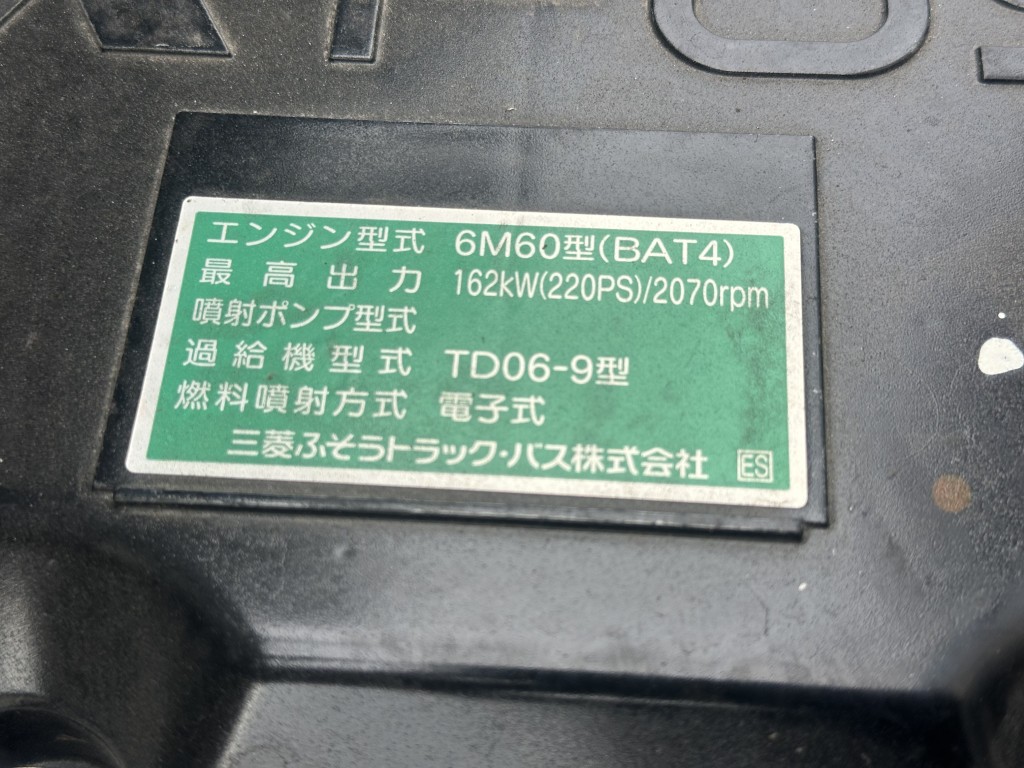 エンジン型式 6M60型(BAT4)
最高出力 162kW(220PS)/2070rpm
噴射ポンプ型式
過給機型式 TD06-9型
燃料噴射方式 電子式
三菱ふそうトラック・バス株式会社 ES